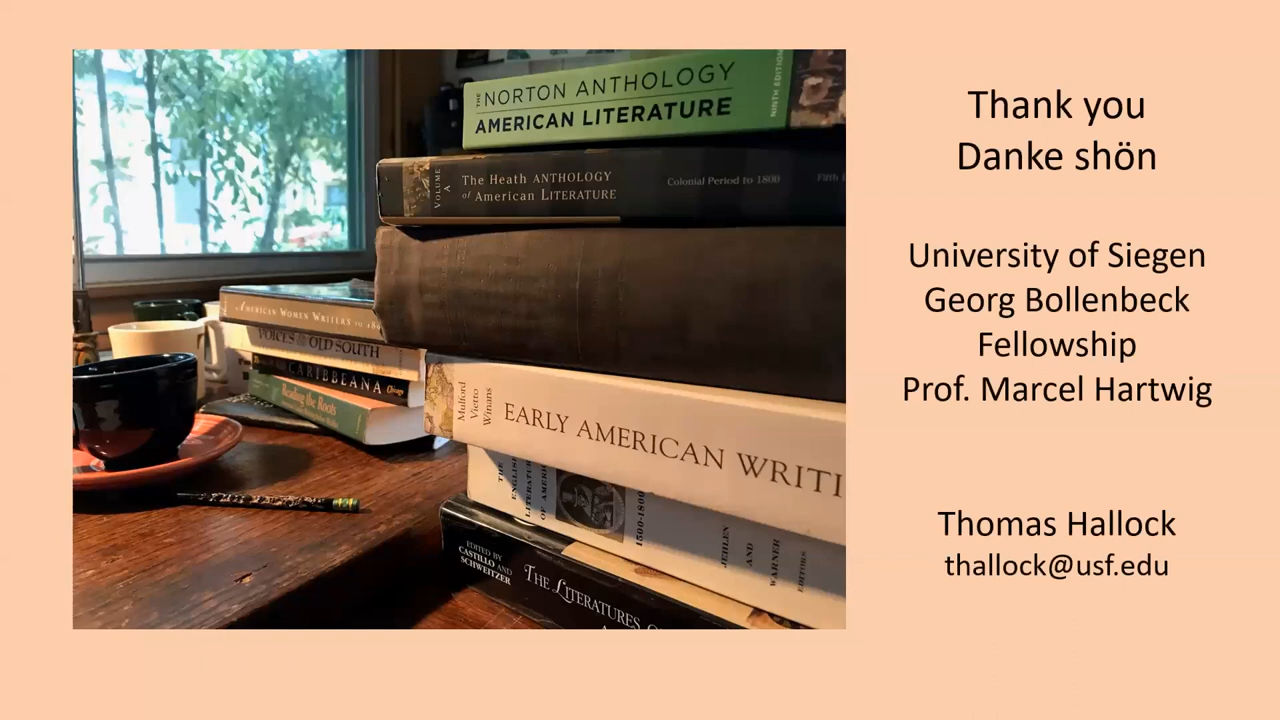 THE NORTON ANTHOLOGY
AMERICAN LITERATURE
NINTH EDITION
VOLUME
A
The Heath ANTHOLOGY
of American LITERATURE
Colonial Period to 1800
AMERICAN WOMEN WRITERS TO
VOICES OLD SOUTH
CARIBBEANA
Chicago
Reading the Roots
Mulford
Vietto
Winans
EARLY AMERICAN WRITI
THE
ENGLISH
LITERATURES
OF AMERICA
1500-1800
JEHLEN
AND
WARNER
EDITORS
EDITED BY
CASTILLO AND
SCHWEITZER
THE LITERATURES
Thank you
Danke shön
University of Siegen
Georg Bollenbeck
Fellowship
Prof. Marcel Hartwig
Thomas Hallock
thallock@usf.edu